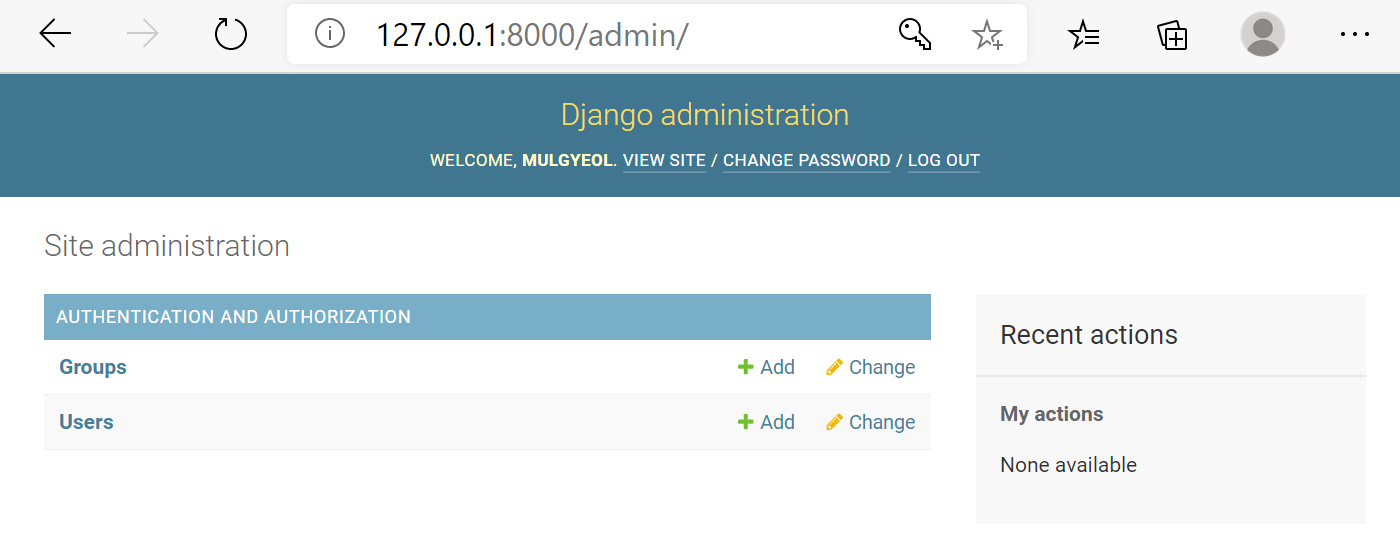 127.0.0.1:8000/admin/
Django administration
WELCOME, MULGYEOL. VIEW SITE / CHANGE PASSWORD / LOG OUT
Site administration
AUTHENTICATION AND AUTHORIZATION
Groups Add Change
Users Add Change
Recent actions
My actions
None available